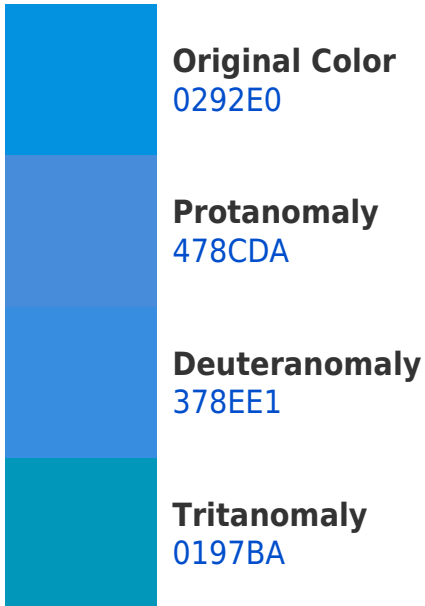 Original Color
0292E0
Protanomaly
478CDA
Deuteranomaly
378EE1
Tritanomaly
0197BA